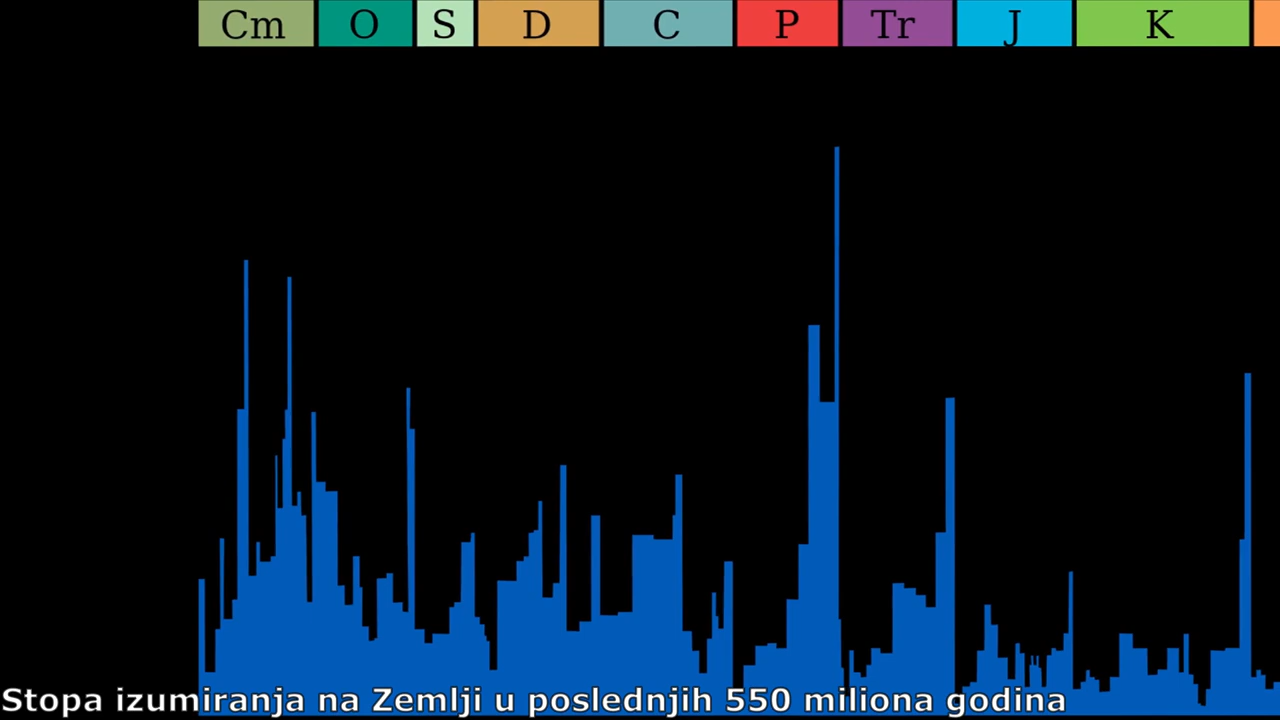 Cm O S D C P Tr J K
Stopa izumiranja na Zemlji u poslednjih 550 miliona godina